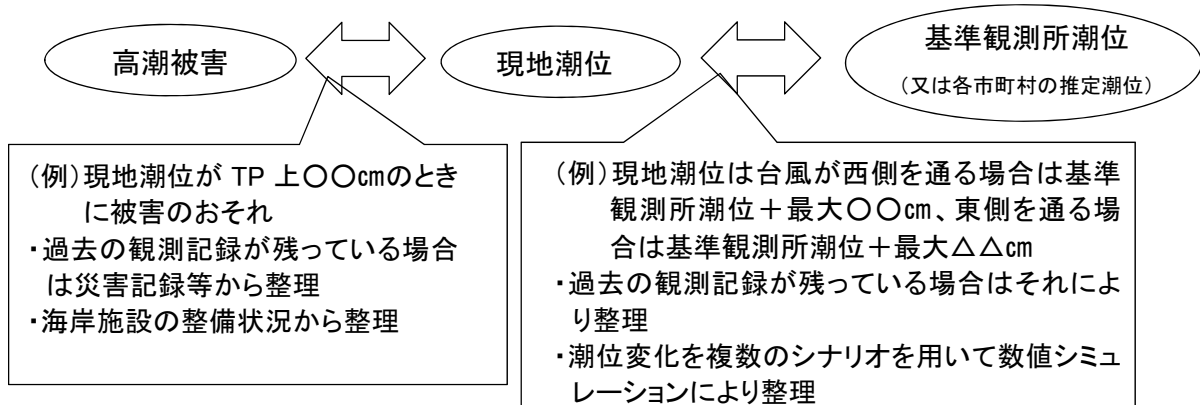 高潮被害
現地潮位
基準観測所潮位
（又は各市町村の推定潮位）
（例）現地潮位が TP 上〇〇㎝のとき
に被害のおそれ
・過去の観測記録が残っている場合
は災害記録等から整理
・海岸施設の整備状況から整理
（例）現地潮位は台風が西側を通る場合は基準
観測所潮位＋最大〇〇㎝、東側を通る場
合は基準観測所潮位＋最大△△㎝
・過去の観測記録が残っている場合はそれによ
り整理
・潮位変化を複数のシナリオを用いて数値シミュ
レーションにより整理